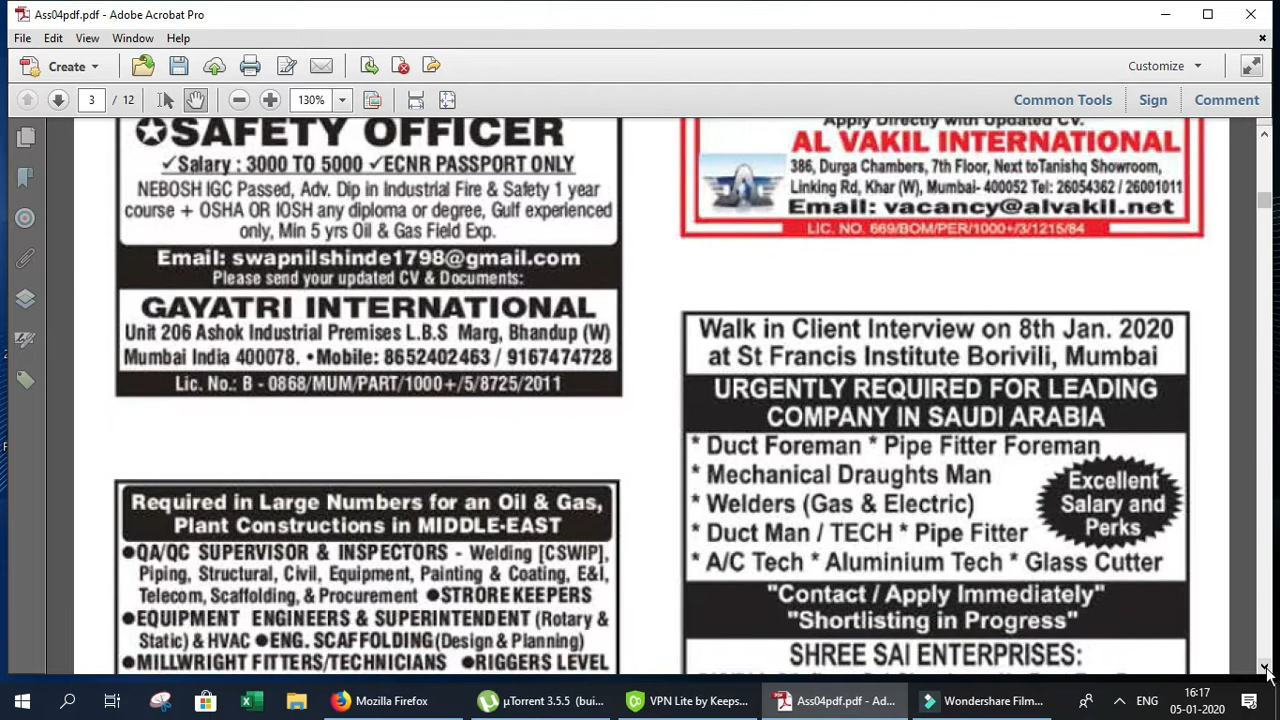 Ass04pdf.pdf - Adobe Acrobat Pro
File Edit View Window Help
Create
Customize
3 / 12
130%
Common Tools Sign Comment
✪SAFETY OFFICER
✓Salary : 3000 TO 5000 ✓ECNR PASSPORT ONLY
NEBOSH IGC Passed, Adv. Dip in Industrial Fire & Safety 1 year
course + OSHA OR IOSH any diploma or degree, Gulf experienced
only, Min 5 yrs Oil & Gas Field Exp.
Email: swapnilshinde1798@gmail.com
Please send your updated CV & Documents:
GAYATRI INTERNATIONAL
Unit 206 Ashok Industrial Premises L.B.S Marg, Bhandup (W)
Mumbai India 400078. •Mobile: 8652402463 / 9167474728
Lic. No.: B - 0868/MUM/PART/1000+/5/8725/2011
Required in Large Numbers for an Oil & Gas,
Plant Constructions in MIDDLE-EAST
●QA/QC SUPERVISOR & INSPECTORS - Welding [CSWIP],
Piping, Structural, Civil, Equipment, Painting & Coating, E&I,
Telecom, Scaffolding, & Procurement ●STRORE KEEPERS
●EQUIPMENT ENGINEERS & SUPERINTENDENT (Rotary &
Static) & HVAC ●ENG. SCAFFOLDING (Design & Planning)
●MILLWRIGHT FITTERS/TECHNICIANS ●RIGGERS LEVEL
Apply Directly with Updated CV.
AL VAKIL INTERNATIONAL
386, Durga Chambers, 7th Floor, Next to Tanishq Showroom,
Linking Rd, Khar (W), Mumbai- 400052 Tel: 26054362 / 26001011
Email: vacancy@alvakil.net
LIC. NO. 669/BOM/PER/1000+/3/1215/84
Walk in Client Interview on 8th Jan. 2020
at St Francis Institute Borivili, Mumbai
URGENTLY REQUIRED FOR LEADING
COMPANY IN SAUDI ARABIA
* Duct Foreman * Pipe Fitter Foreman
* Mechanical Draughts Man
* Welders (Gas & Electric)
* Duct Man / TECH * Pipe Fitter
* A/C Tech * Aluminium Tech * Glass Cutter
Excellent
Salary and
Perks
"Contact / Apply Immediately"
"Shortlisting in Progress"
SHREE SAI ENTERPRISES:
Mozilla Firefox
µTorrent 3.5.5 (bui...
VPN Lite by Keeps...
Ass04pdf.pdf - Ad...
Wondershare Film...
ENG
16:17
05-01-2020